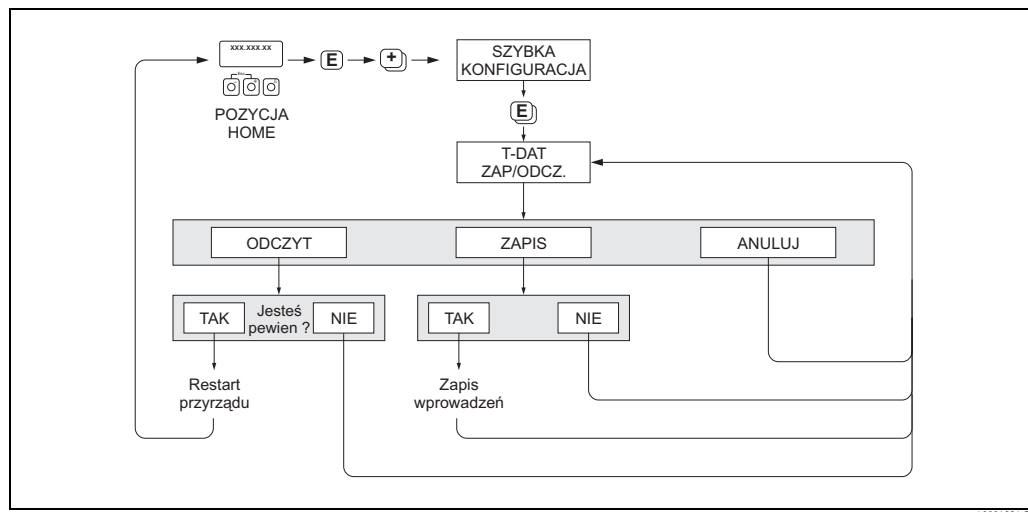 xxx.xxx.xx
Esc
E
+
SZYBKA
KONFIGURACJA
POZYCJA
HOME
E
T-DAT
ZAP/ODCZ.
ODCZYT
ZAPIS
ANULUJ
TAK
Jesteś
pewien ?
NIE
TAK
NIE
Restart
przyrządu
Zapis
wprowadzeń